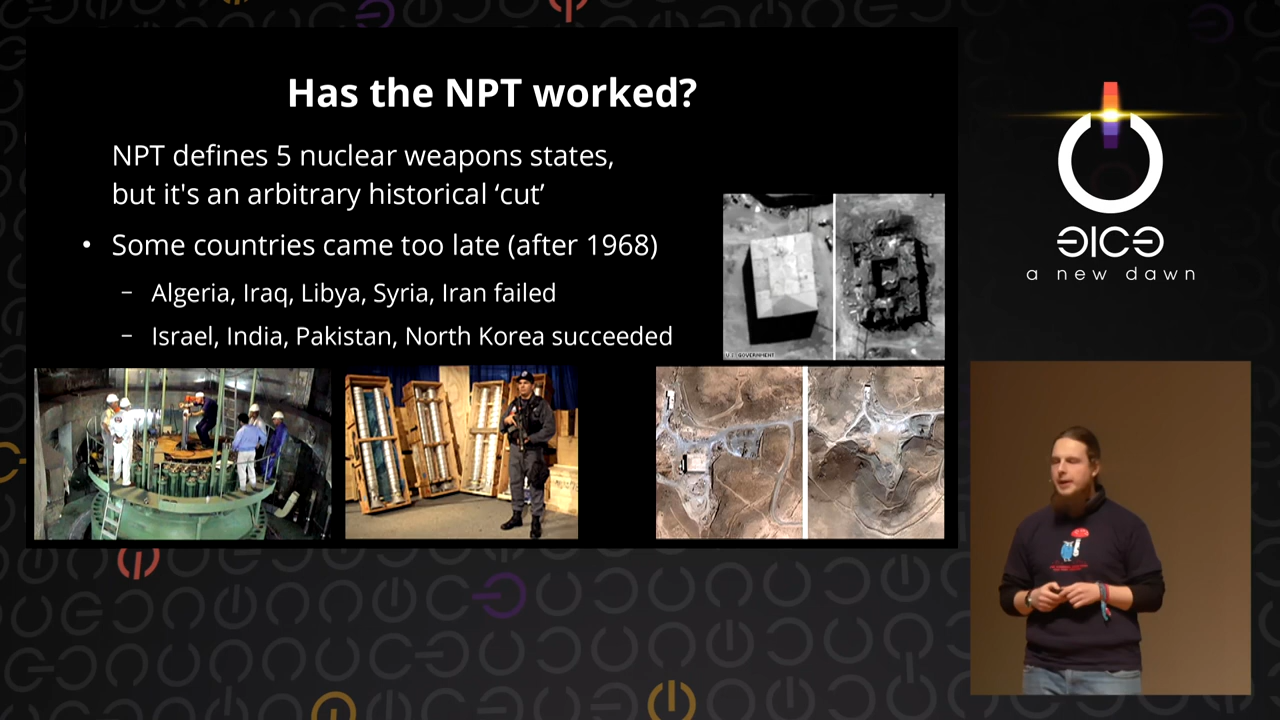 Has the NPT worked?
NPT defines 5 nuclear weapons states,
but it's an arbitrary historical ‘cut’
• Some countries came too late (after 1968)
– Algeria, Iraq, Libya, Syria, Iran failed
– Israel, India, Pakistan, North Korea succeeded
U.S. GOVERNMENT
a new dawn